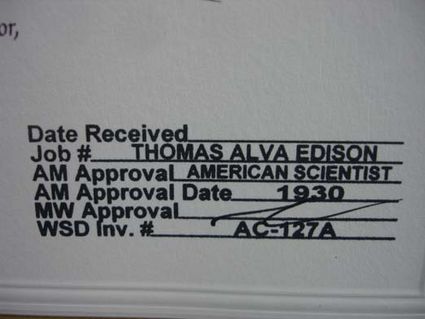 or,
Date Received
Job # THOMAS ALVA EDISON
AM Approval AMERICAN SCIENTIST
AM Approval Date 1930
MW Approval
WSD Inv. # AC-127A